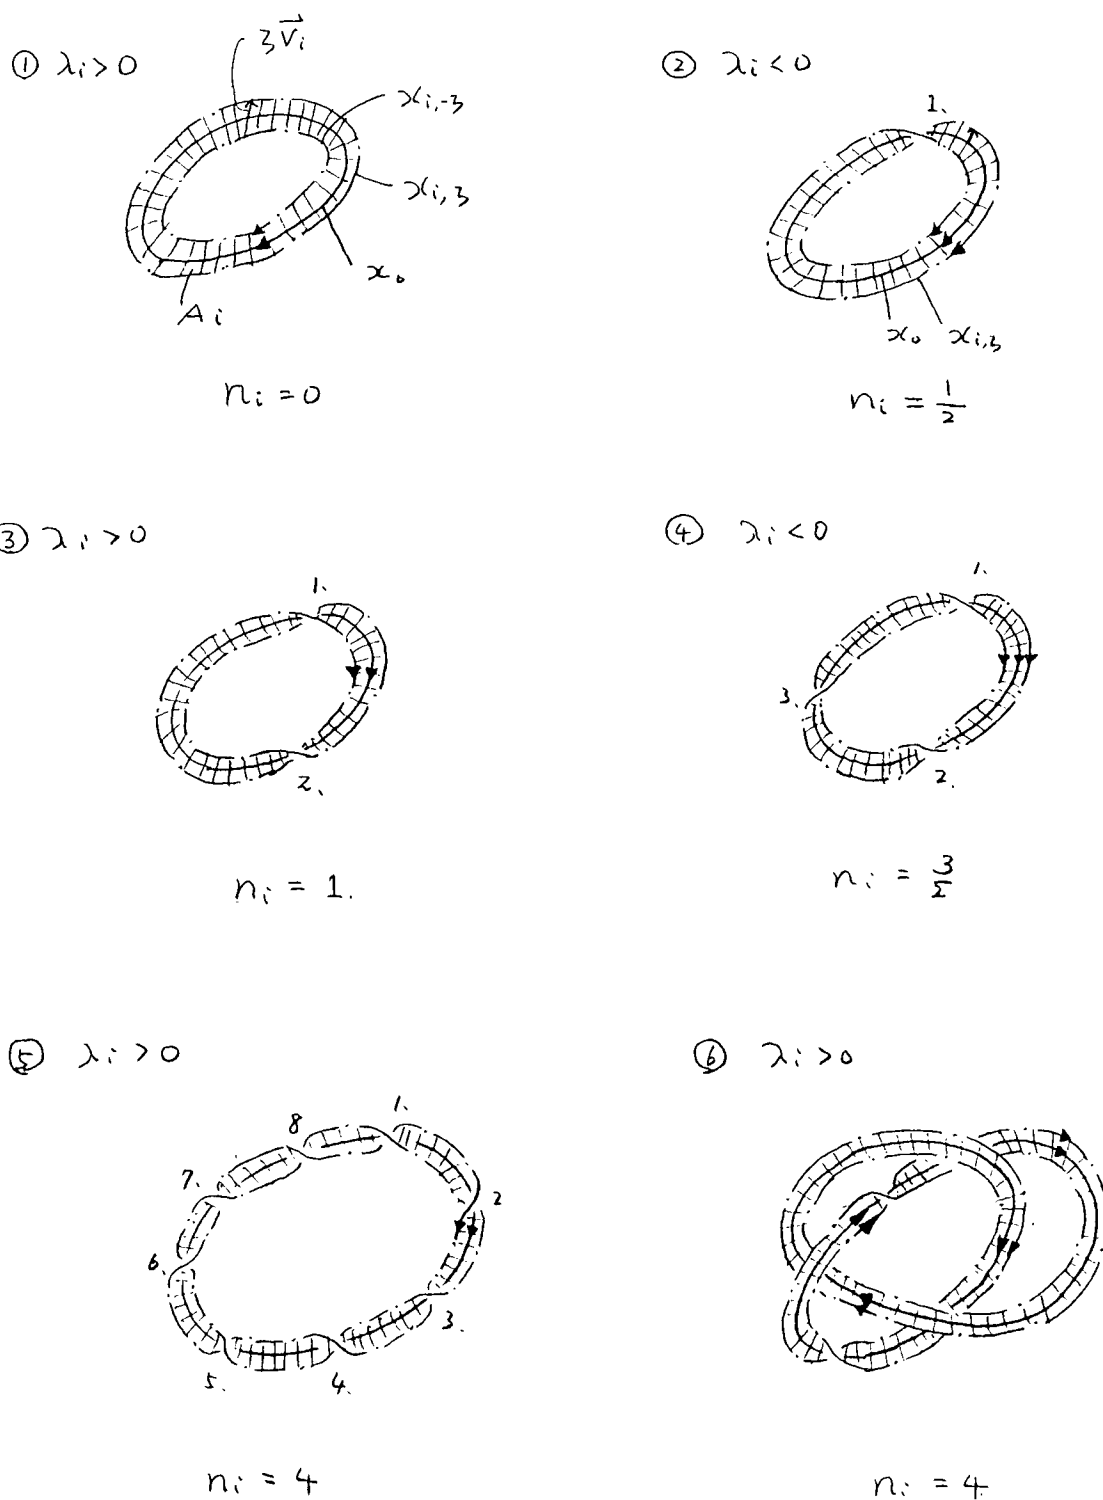 ① λi>0
3v⃗i
xi,-3
xi,3
x₀
Ai
ni = 0
② λi<0
1.
x₀ xi,3
ni = 1/2
③ λi>0
1.
2.
ni = 1.
④ λi<0
1.
3.
2.
ni = 3/2
⑤ λi>0
8
1.
7.
2
6.
3.
5.
4.
ni = 4
⑥ λi>0
ni = 4